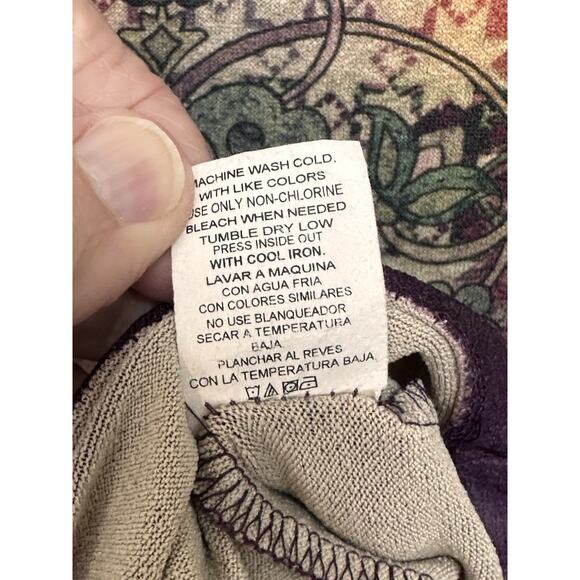 MACHINE WASH COLD.
WITH LIKE COLORS
USE ONLY NON-CHLORINE
BLEACH WHEN NEEDED
TUMBLE DRY LOW
PRESS INSIDE OUT
WITH COOL IRON.
LAVAR A MAQUINA
CON AGUA FRIA
CON COLORES SIMILARES
NO USE BLANQUEADOR
SECAR A TEMPERATURA
BAJA.
PLANCHAR AL REVES
CON LA TEMPERATURA BAJA